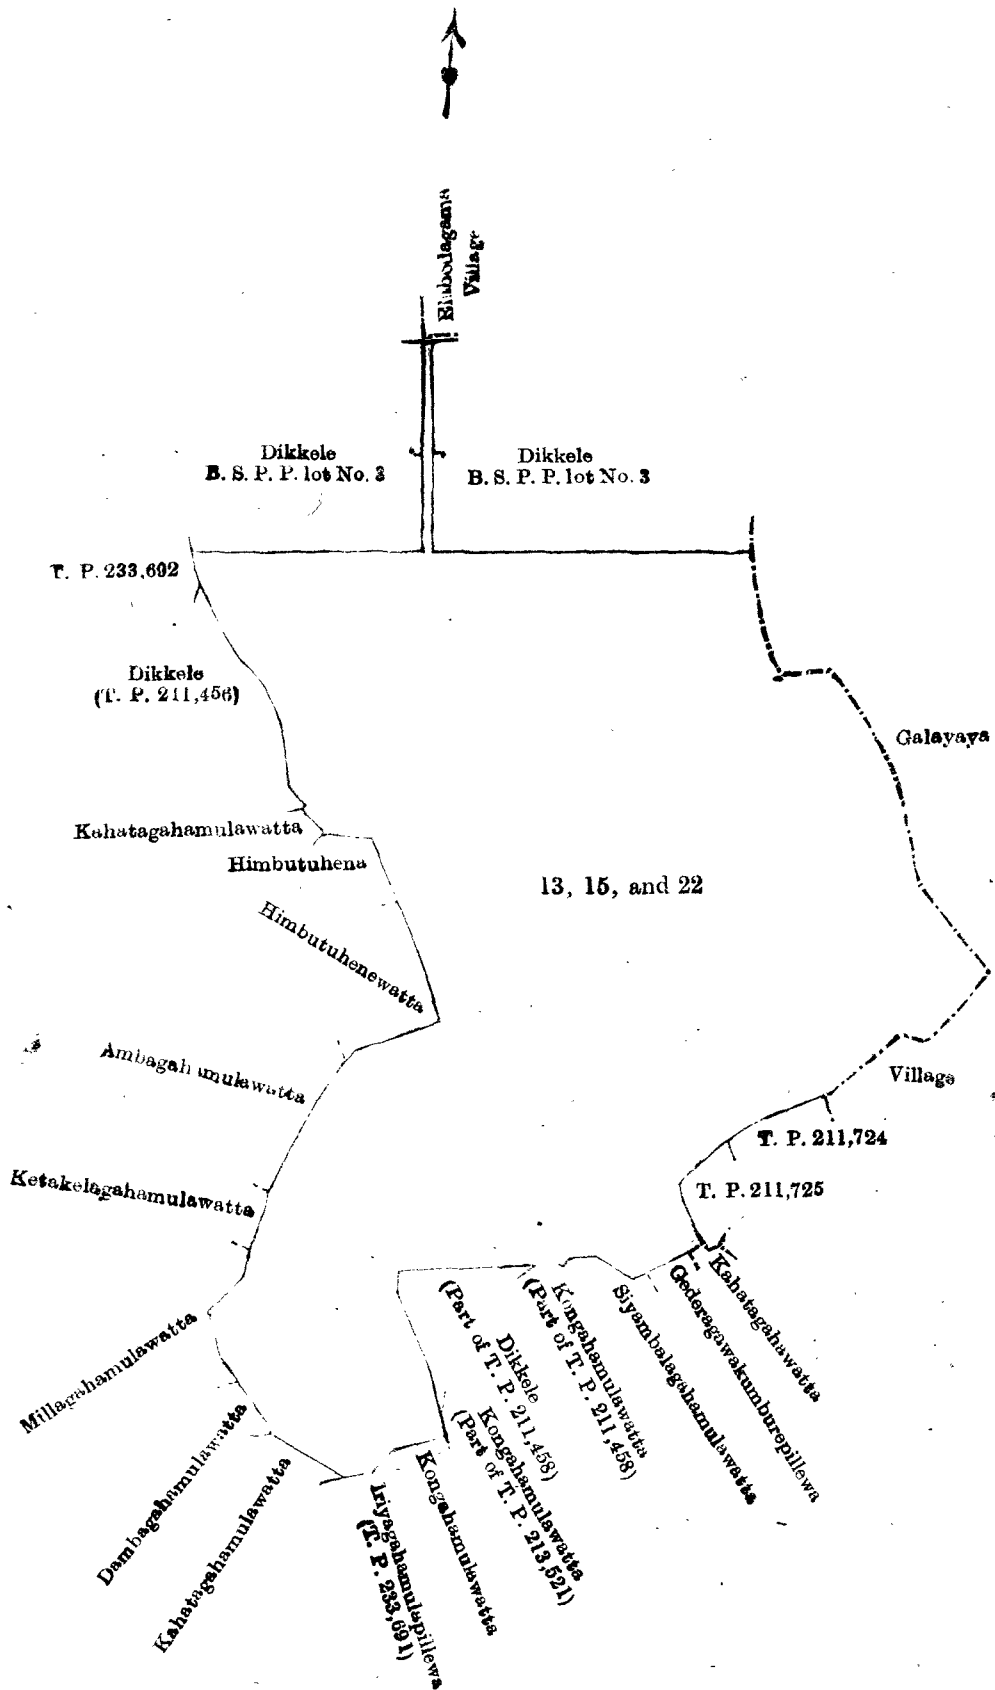 Village
Dikkele
B. S. P. P. lot No. 3
Dikkele
B. S. P. P. lot No. 3
T. P. 233,692
Dikkele
(T. P. 211,456)
Galayaya
Kahatagahamulawatta
Himbutuhena
13, 15, and 22
Himbutuhenewatta
Ambagahamulawatta
Village
T. P. 211,724
Ketakelagahamulawatta
T. P. 211,725
Kahatagahawatta
Gederagawakumburepillewa
Siyambalagahamulawatta
Kongahamulawatta
(Part of T. P. 211,458)
Dikkele
(Part of T. P. 211,458)
Kongahamulawatta
(Part of T. P. 213,521)
Kongahamulawatta
Iriyagahamulapillewa
(T. P. 233,691)
Millagahamulawatta
Dambagahamulawatta
Kahatagahamulawatta